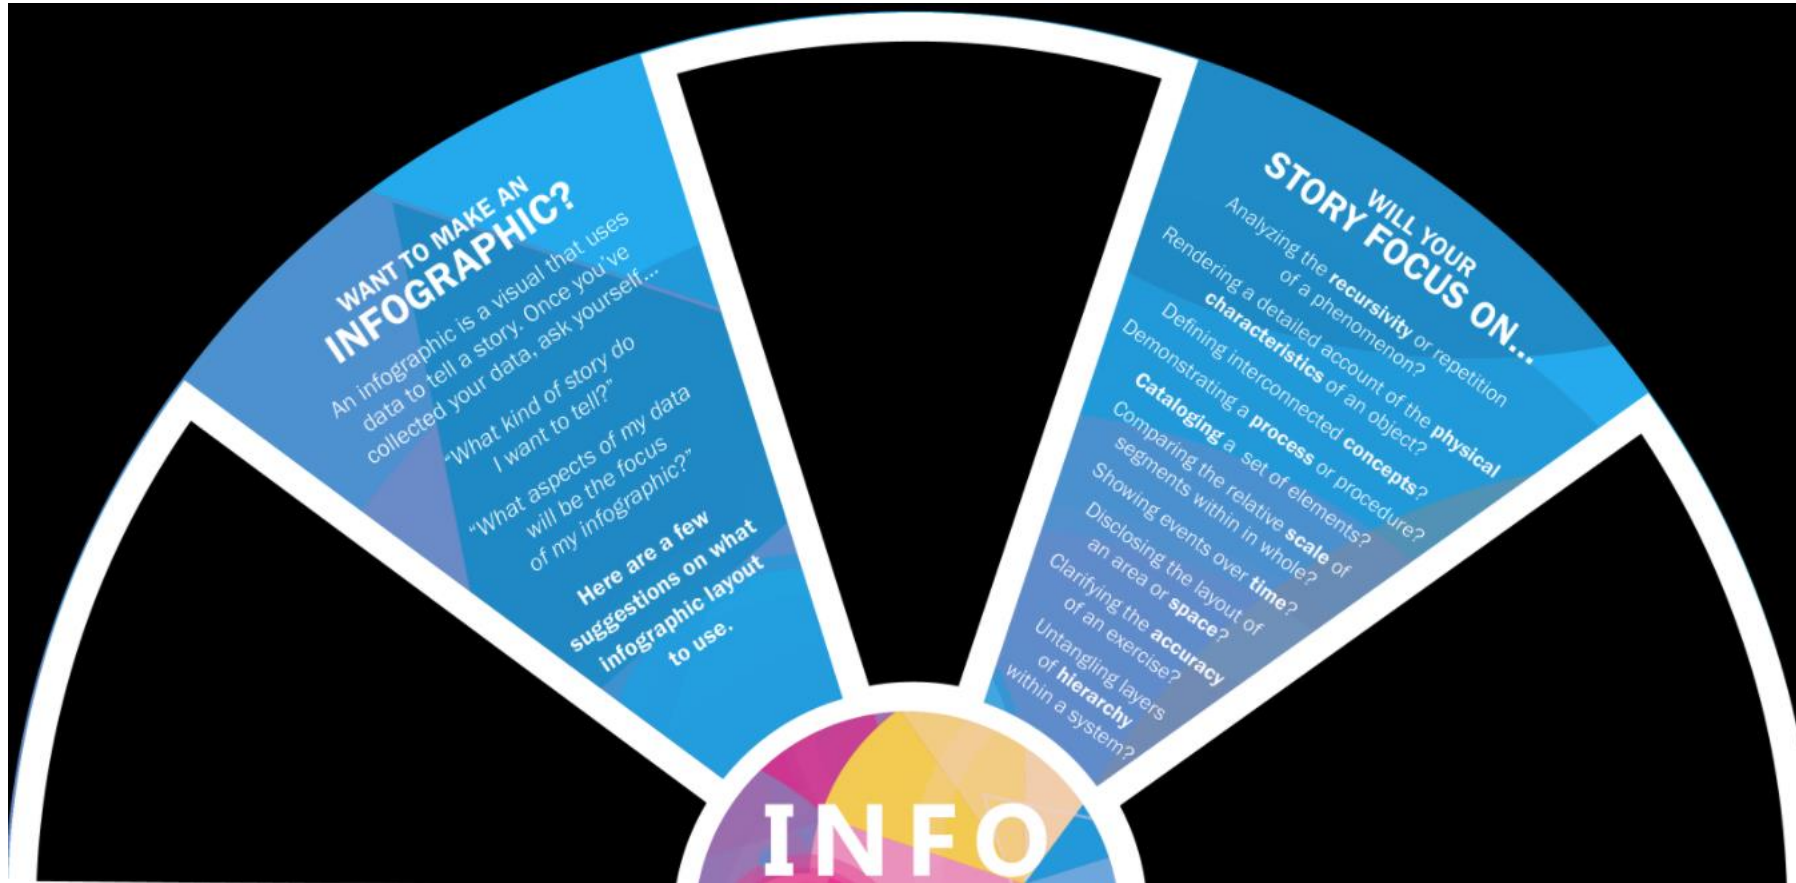 WANT TO MAKE AN
INFOGRAPHIC?
An infographic is a visual that uses
data to tell a story. Once you've
collected your data, ask yourself...
"What kind of story do
I want to tell?"
"What aspects of my data
will be the focus
of my infographic?"
Here are a few
suggestions on what
infographic layout
to use.
WILL YOUR
STORY FOCUS ON...
Analyzing the recursivity or repetition
of a phenomenon?
Rendering a detailed account of the physical
characteristics of an object?
Defining interconnected concepts?
Demonstrating a process or procedure?
Cataloging a set of elements?
Comparing the relative scale of
segments within in whole?
Showing events over time?
Disclosing the layout of
an area or space?
Clarifying the accuracy
of an exercise?
Untangling layers
of hierarchy
within a system?
INFO